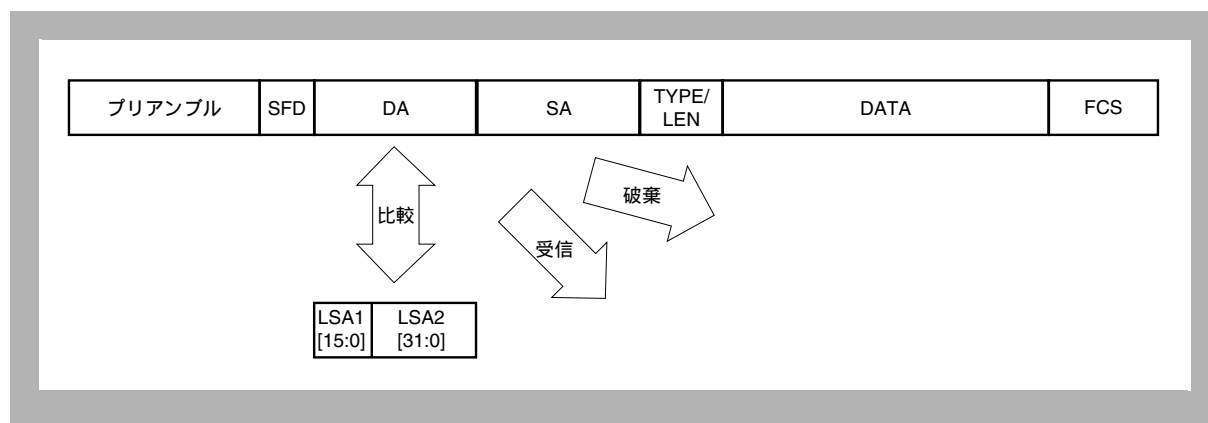 プリアンブル
SFD
DA
SA
TYPE/
LEN
DATA
FCS
比較
破棄
受信
LSA1
[15:0]
LSA2
[31:0]